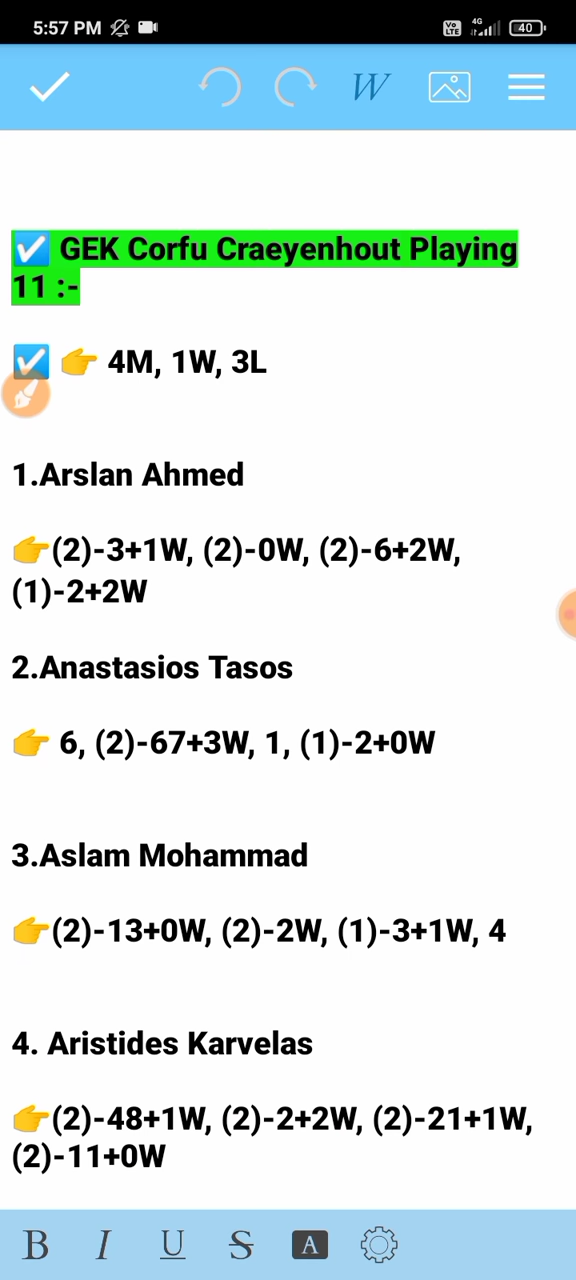 5:57 PM
Vo LTE 4G 40
W
✅ GEK Corfu Craeyenhout Playing
11 :-
☑ 👉 4M, 1W, 3L
1.Arslan Ahmed
👉(2)-3+1W, (2)-0W, (2)-6+2W,
(1)-2+2W
2.Anastasios Tasos
👉 6, (2)-67+3W, 1, (1)-2+0W
3.Aslam Mohammad
👉(2)-13+0W, (2)-2W, (1)-3+1W, 4
4. Aristides Karvelas
👉(2)-48+1W, (2)-2+2W, (2)-21+1W,
(2)-11+0W
B I U S A